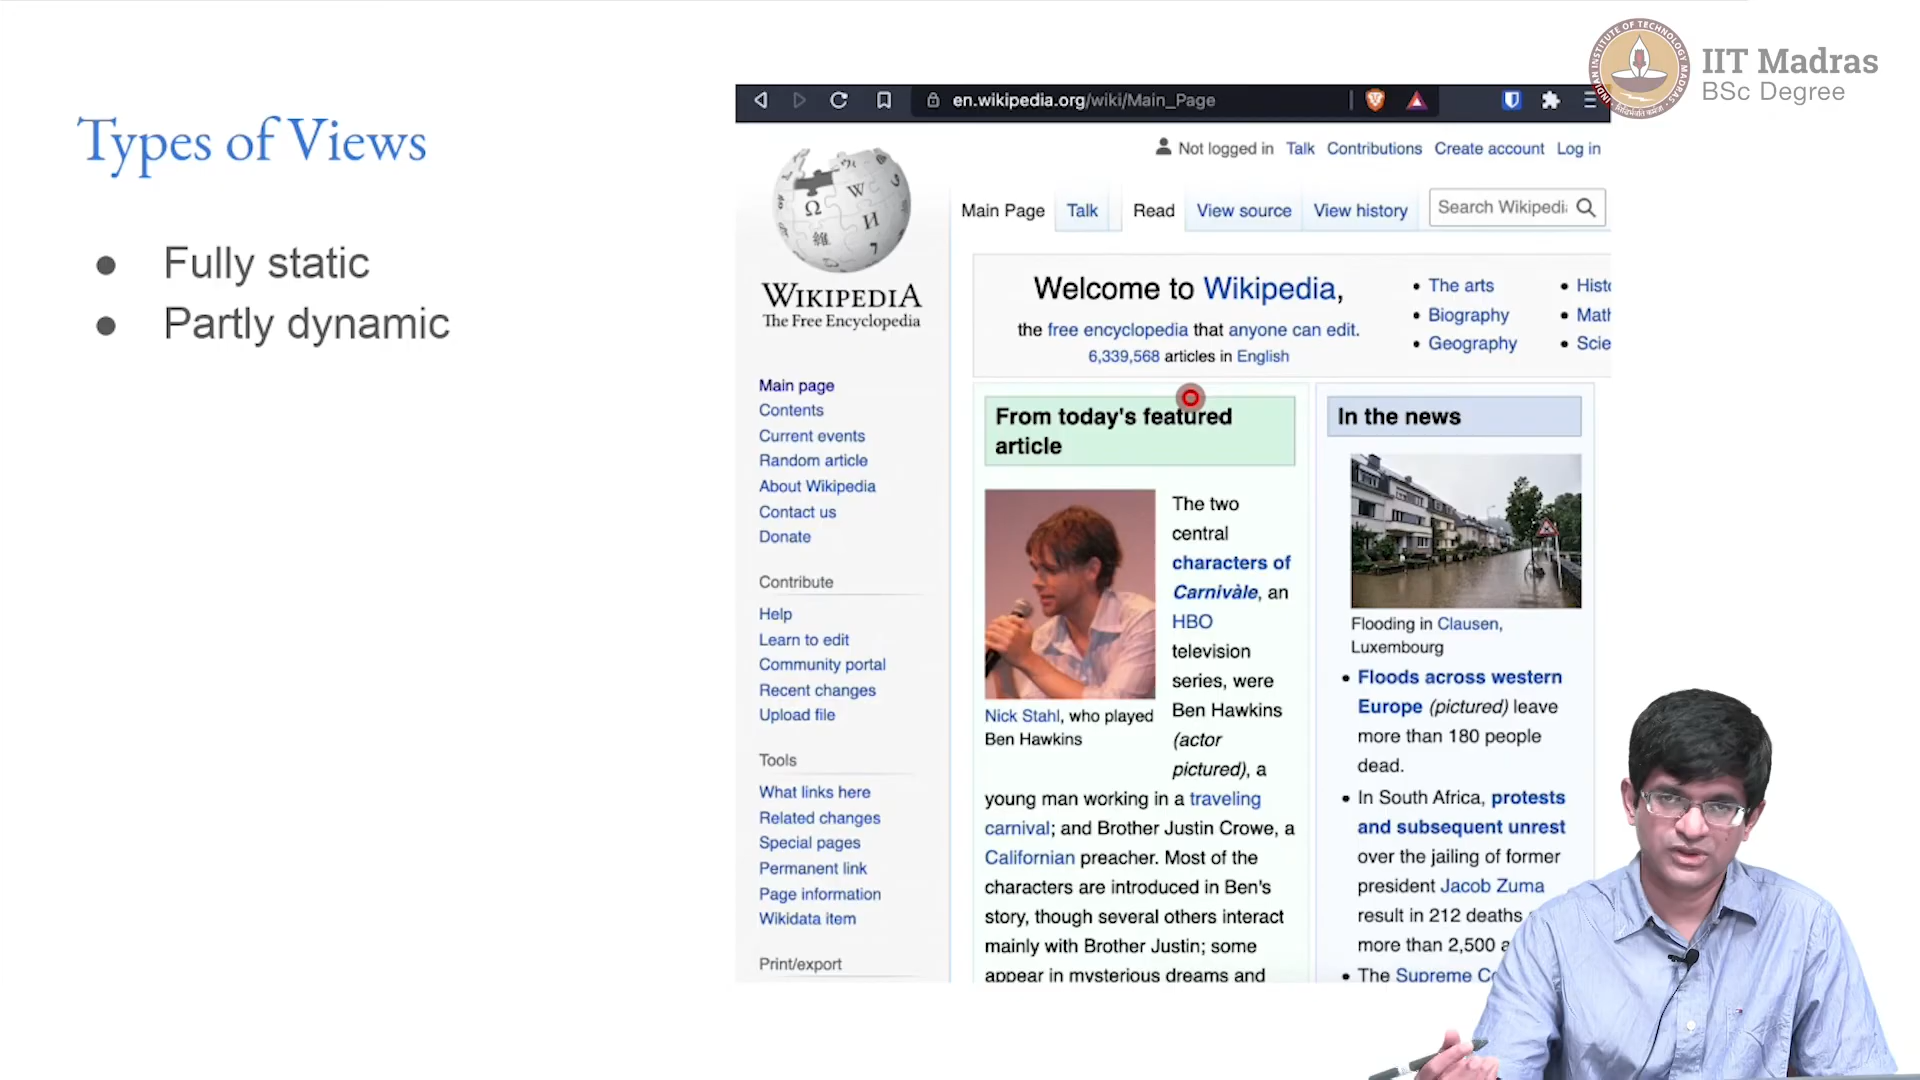 IIT Madras
BSc Degree
Types of Views
● Fully static
● Partly dynamic
en.wikipedia.org/wiki/Main_Page
Not logged in Talk Contributions Create account Log in
Main Page Talk Read View source View history Search Wikipedi
WIKIPEDIA
The Free Encyclopedia
Main page
Contents
Current events
Random article
About Wikipedia
Contact us
Donate
Contribute
Help
Learn to edit
Community portal
Recent changes
Upload file
Tools
What links here
Related changes
Special pages
Permanent link
Page information
Wikidata item
Print/export
Welcome to Wikipedia,
the free encyclopedia that anyone can edit.
6,339,568 articles in English
• The arts
• Biography
• Geography
• Histo
• Math
• Scie
From today's featured
article
The two
central
characters of
Carnivàle, an
HBO
television
series, were
Ben Hawkins
(actor
pictured), a
Nick Stahl, who played
Ben Hawkins
young man working in a traveling
carnival; and Brother Justin Crowe, a
Californian preacher. Most of the
characters are introduced in Ben's
story, though several others interact
mainly with Brother Justin; some
appear in mysterious dreams and
In the news
Flooding in Clausen,
Luxembourg
• Floods across western
Europe (pictured) leave
more than 180 people
dead.
• In South Africa, protests
and subsequent unrest
over the jailing of former
president Jacob Zuma
result in 212 deaths
more than 2,500 a
• The Supreme Co